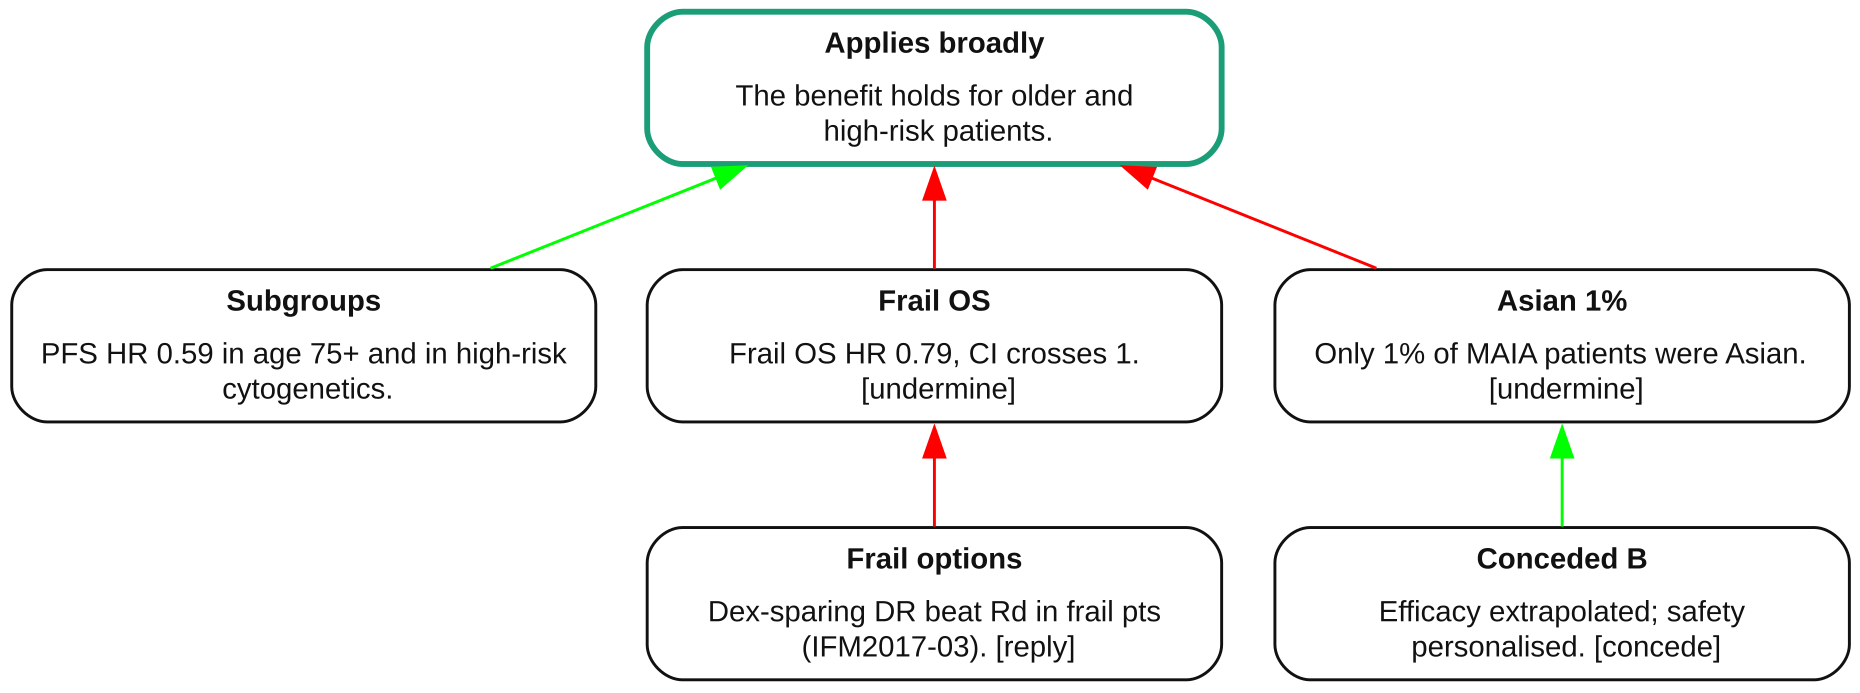 Applies broadly
The benefit holds for older and
high-risk patients.
Subgroups
PFS HR 0.59 in age 75+ and in high-risk
cytogenetics.
Frail OS
Frail OS HR 0.79, CI crosses 1.
[undermine]
Asian 1%
Only 1% of MAIA patients were Asian.
[undermine]
Frail options
Dex-sparing DR beat Rd in frail pts
(IFM2017-03). [reply]
Conceded B
Efficacy extrapolated; safety
personalised. [concede]